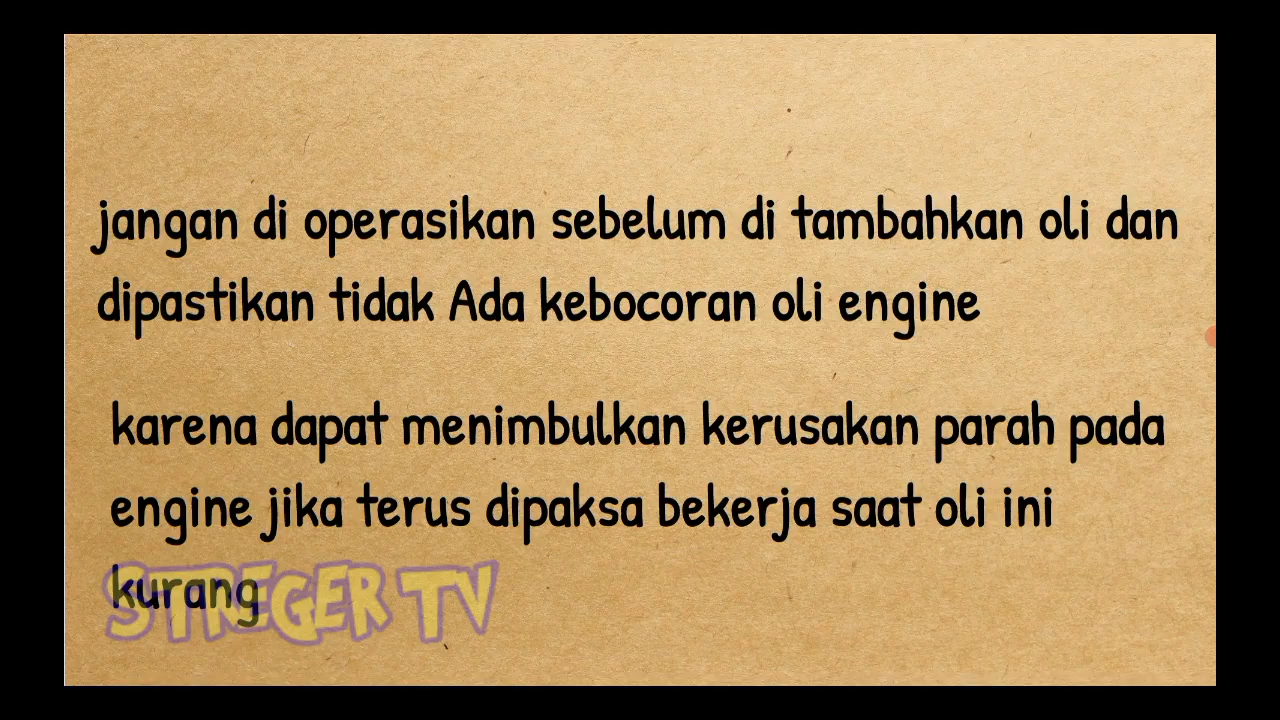 jangan di operasikan sebelum di tambahkan oli dan
dipastikan tidak Ada kebocoran oli engine
karena dapat menimbulkan kerusakan parah pada
engine jika terus dipaksa bekerja saat oli ini
kurang
STREGER TV